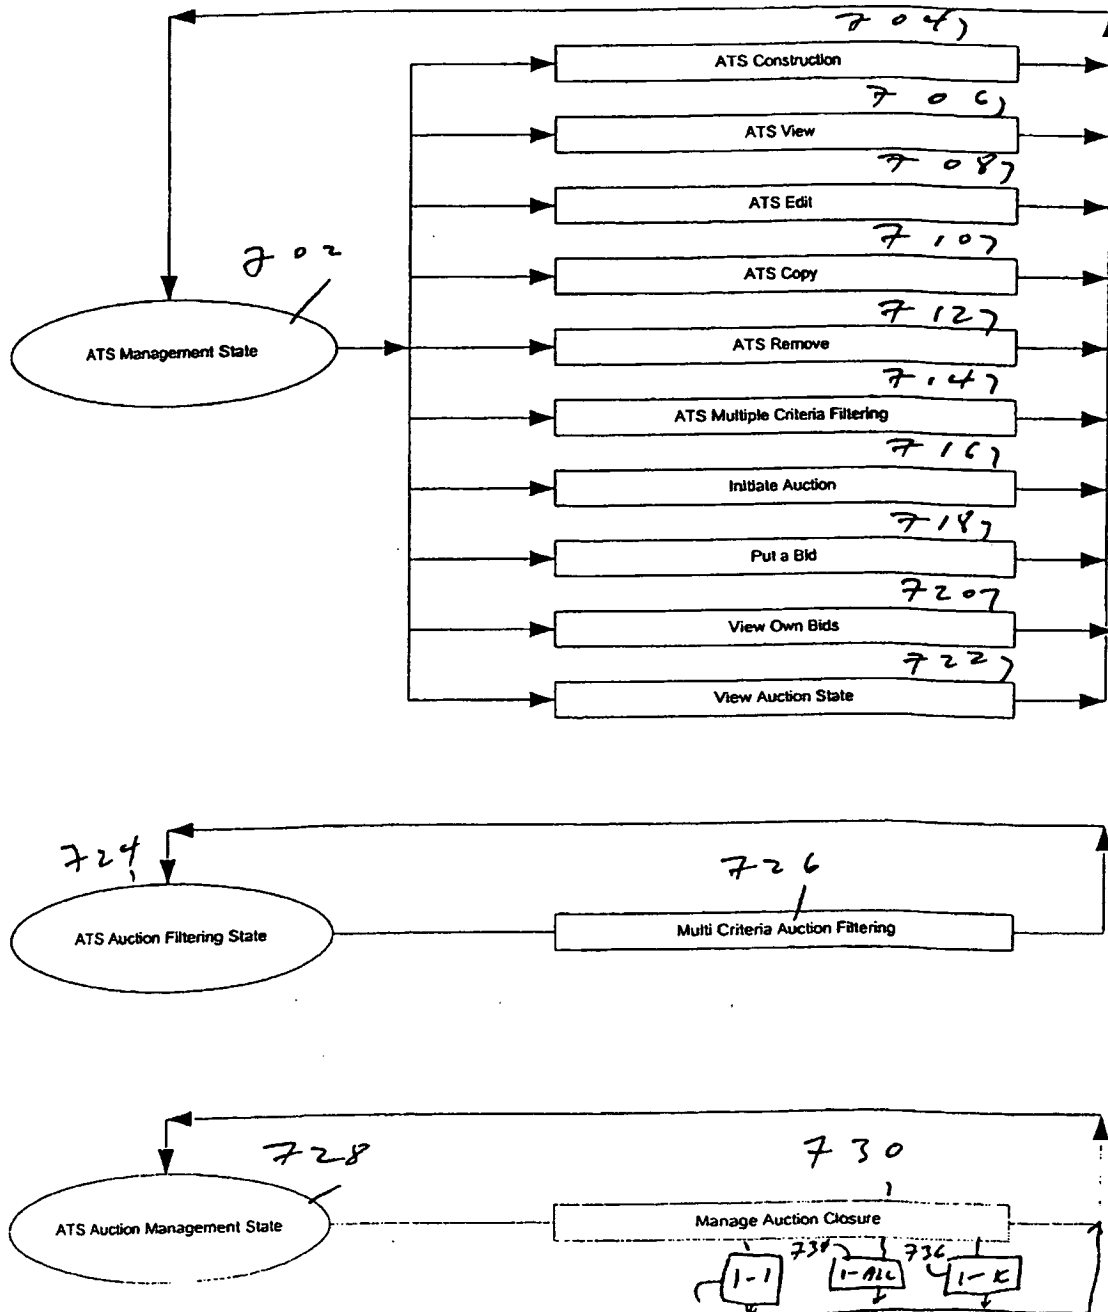 704
ATS Construction
706
ATS View
708
ATS Edit
702
710
ATS Copy
712
ATS Management State
ATS Remove
714
ATS Multiple Criteria Filtering
716
Initiate Auction
718
Put a Bid
720
View Own Bids
722
View Auction State
724
726
ATS Auction Filtering State
Multi Criteria Auction Filtering
728
730
ATS Auction Management State
Manage Auction Closure
734
736
1-1
1-ALL
1-K